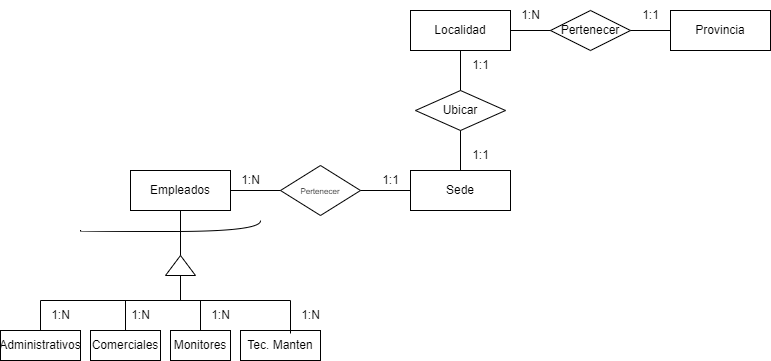 1:N
1:1
Localidad
Pertenecer
Provincia
1:1
Ubicar
1:1
Empleados
1:N
Pertenecer
1:1
Sede
1:N
1:N
1:N
1:N
Administrativos
Comerciales
Monitores
Tec. Manten